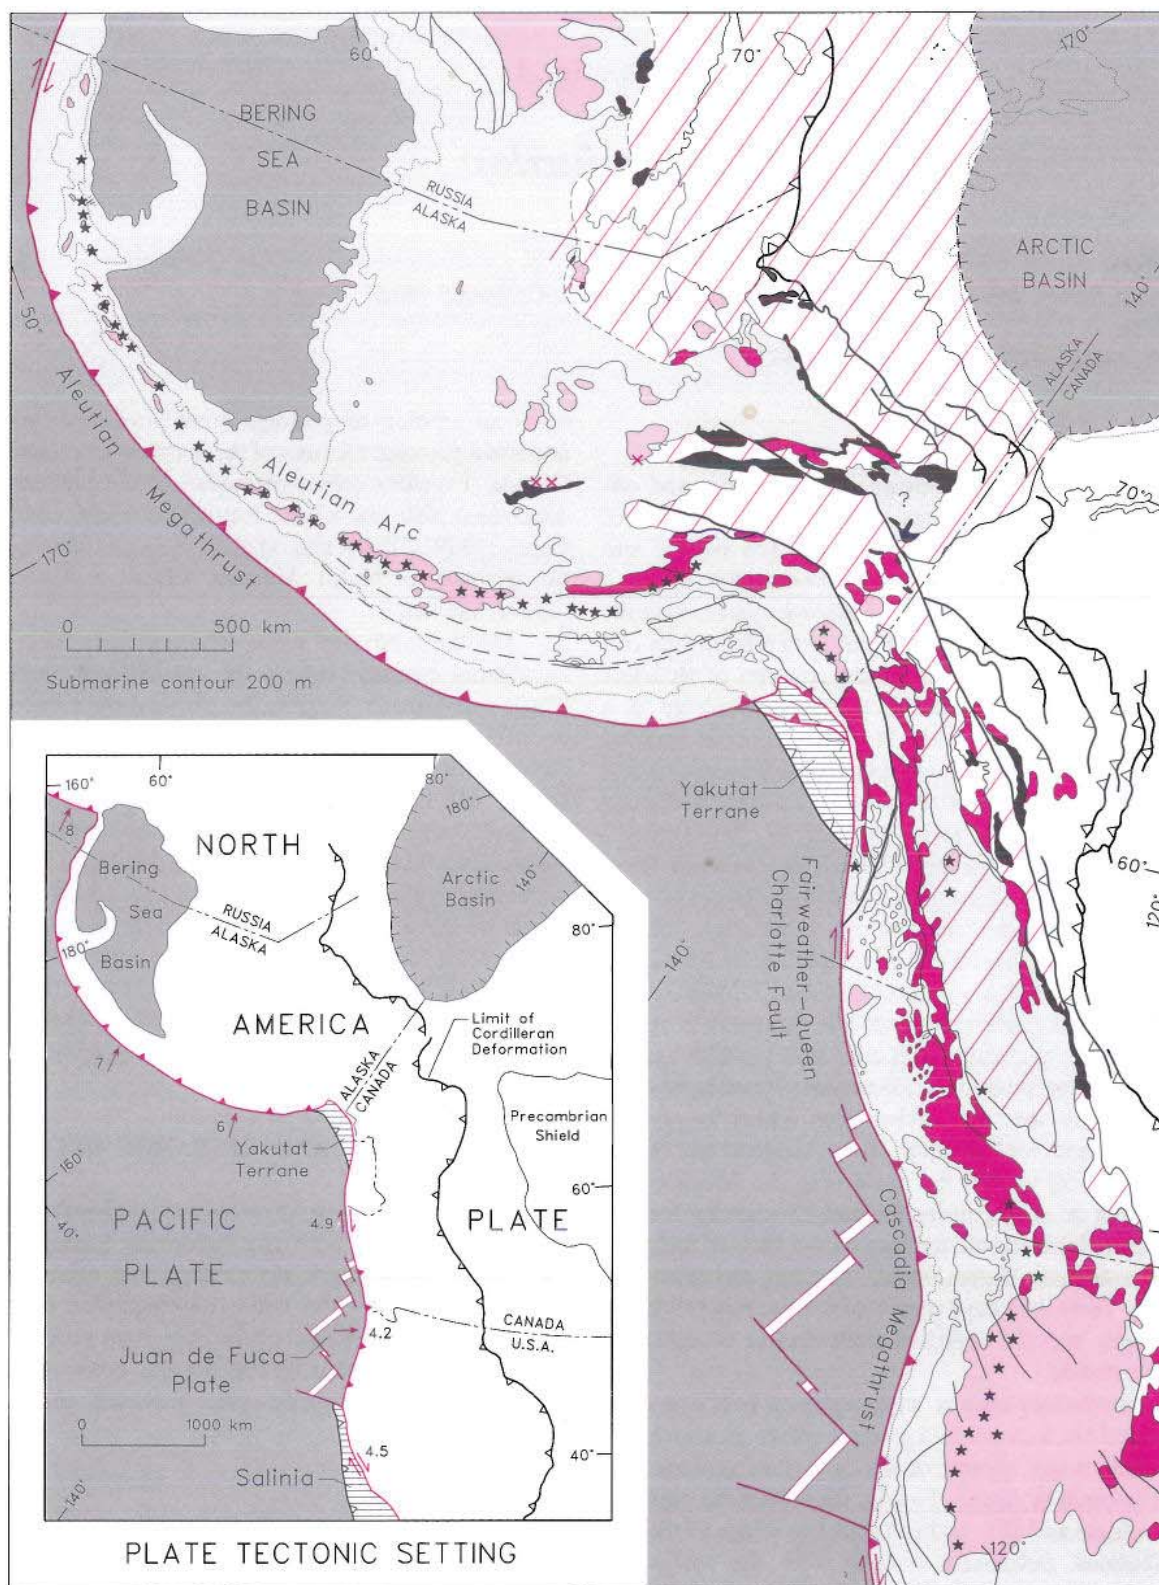 60°
70°
170°
BERING
SEA
BASIN
RUSSIA
ALASKA
ARCTIC
BASIN
140°
50°
ALASKA
CANADA
Aleutian
Megathrust
Aleutian Arc
?
70°
170°
0 500 km
Submarine contour 200 m
Yakutat
Terrane
60°
120°
Fairweather–Queen
Charlotte Fault
140°
Cascadia Megathrust
120°
160°
60°
80°
180°
8
NORTH
Bering
Sea
Basin
RUSSIA
ALASKA
Arctic
Basin
140°
80°
180°
AMERICA
Limit of
Cordilleran
Deformation
7
ALASKA
CANADA
Precambrian
Shield
6
Yakutat
Terrane
160°
60°
40°
PACIFIC
PLATE
4.9
PLATE
4.2
CANADA
U.S.A.
Juan de Fuca
Plate
0 1000 km
4.5
40°
Salinia
140°
PLATE TECTONIC SETTING